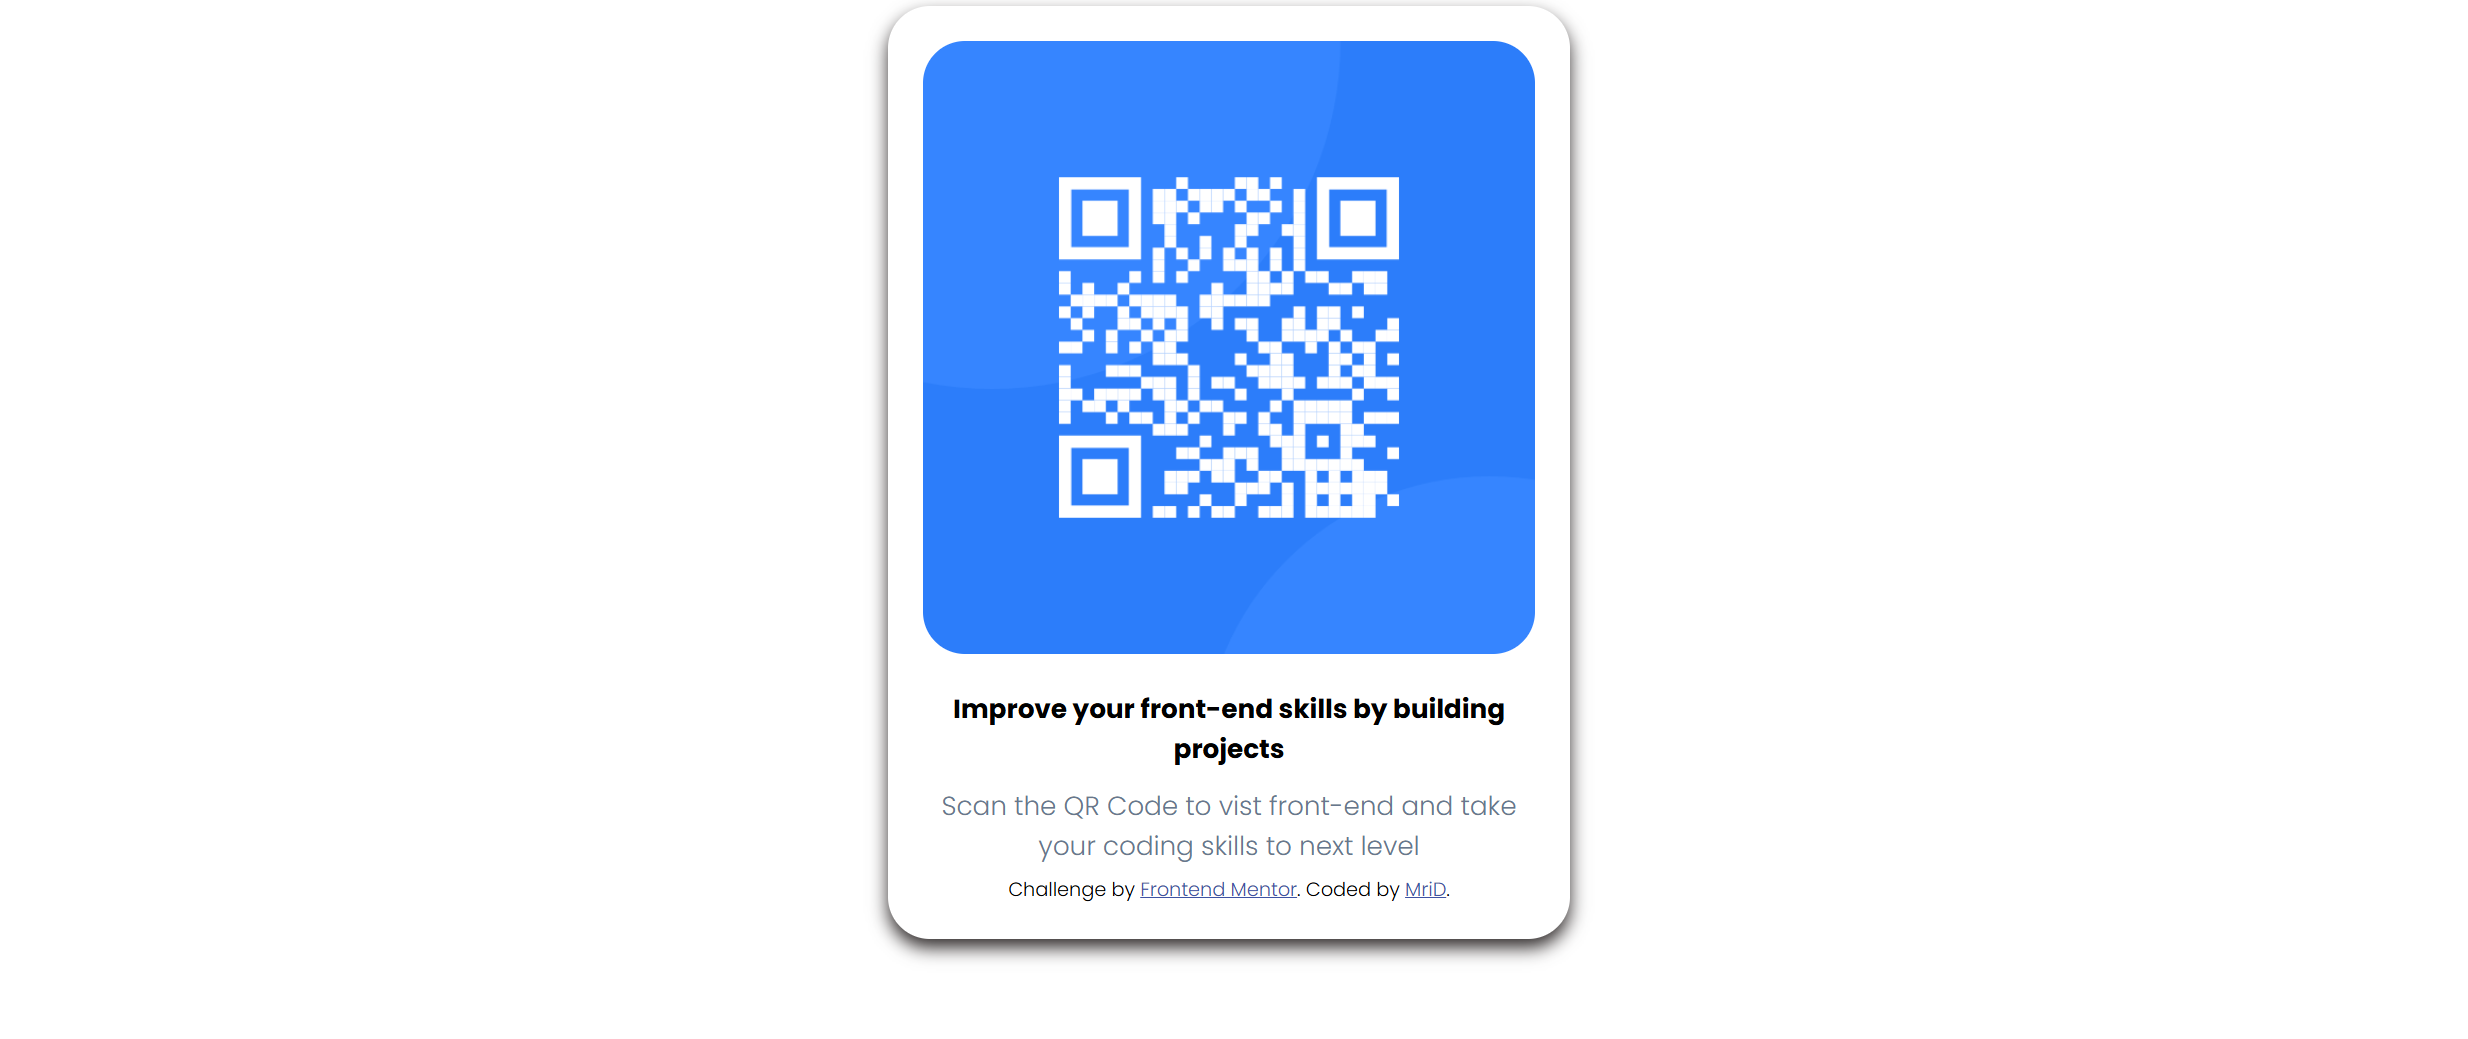 Improve your front-end skills by building
projects
Scan the QR Code to vist front-end and take
your coding skills to next level
Challenge by Frontend Mentor. Coded by MriD.